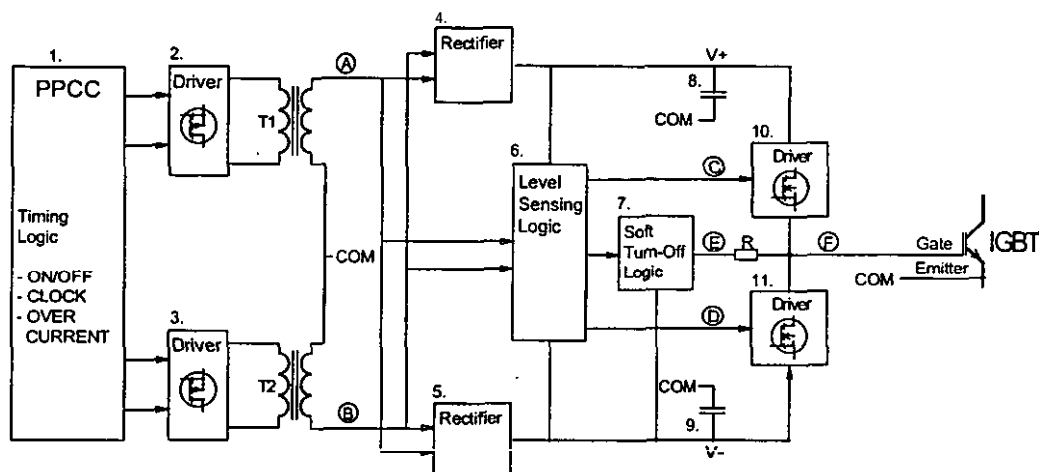 1.
PPCC
Timing
Logic
- ON/OFF
- CLOCK
- OVER
CURRENT
2.
Driver
T1
3.
Driver
T2
A
B
COM
4.
Rectifier
5.
Rectifier
6.
Level
Sensing
Logic
7.
Soft
Turn-Off
Logic
C
D
E
R
F
V+
8.
COM
10.
Driver
11.
Driver
COM
9.
V-
Gate
Emitter
COM
IGBT